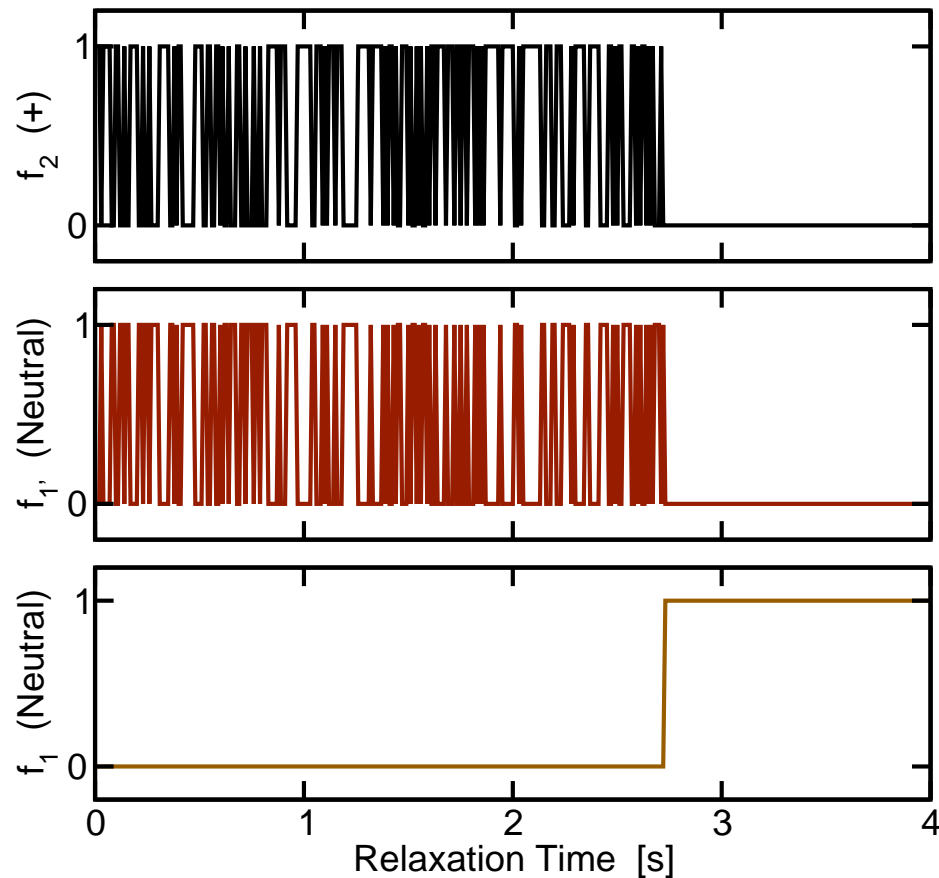 1
f₂ (+)
0
1
f₁, (Neutral)
0
1
f₁ (Neutral)
0
0 1 2 3 4
Relaxation Time [s]